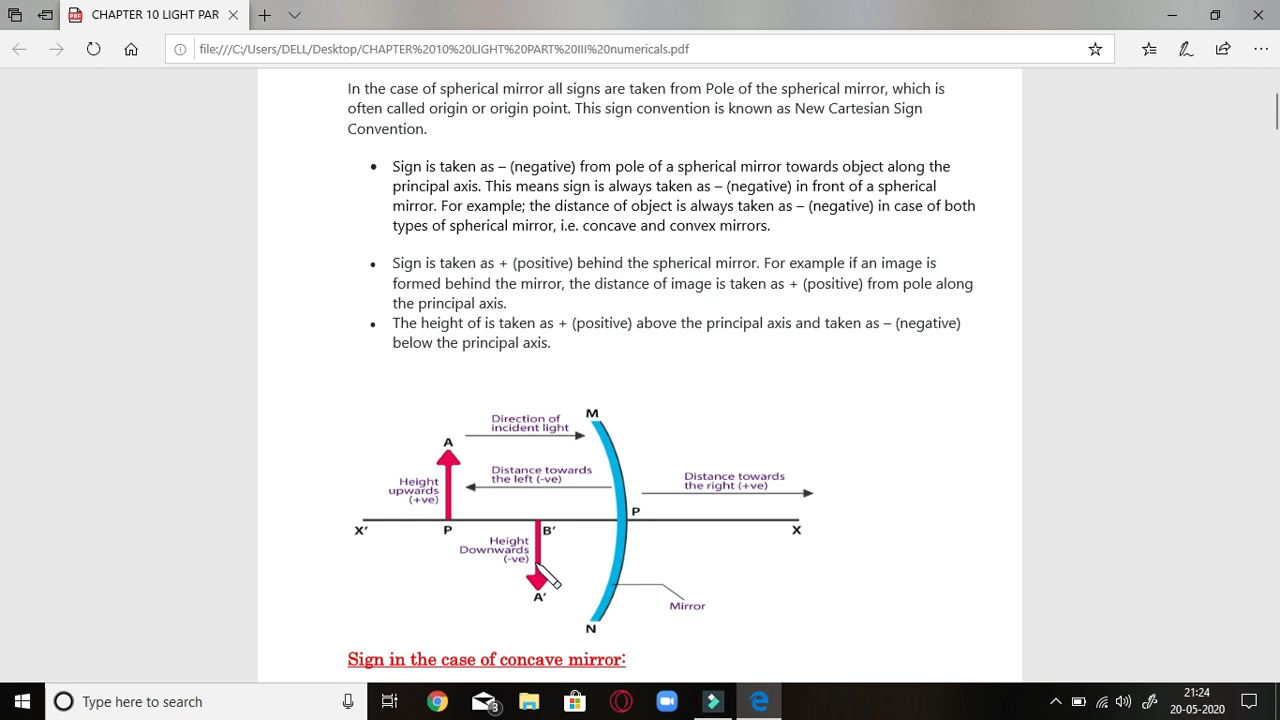 CHAPTER 10 LIGHT PAR
file:///C:/Users/DELL/Desktop/CHAPTER%2010%20LIGHT%20PART%20III%20numericals.pdf
In the case of spherical mirror all signs are taken from Pole of the spherical mirror, which is
often called origin or origin point. This sign convention is known as New Cartesian Sign
Convention.
• Sign is taken as – (negative) from pole of a spherical mirror towards object along the
principal axis. This means sign is always taken as – (negative) in front of a spherical
mirror. For example; the distance of object is always taken as – (negative) in case of both
types of spherical mirror, i.e. concave and convex mirrors.
• Sign is taken as + (positive) behind the spherical mirror. For example if an image is
formed behind the mirror, the distance of image is taken as + (positive) from pole along
the principal axis.
• The height of is taken as + (positive) above the principal axis and taken as – (negative)
below the principal axis.
M
Direction of
incident light
A
Distance towards
the left (-ve)
Distance towards
the right (+ve)
Height
upwards
(+ve)
P
X'
P
B'
X
Height
Downwards
(-ve)
A'
Mirror
N
Sign in the case of concave mirror:
Type here to search
3
21:24
20-05-2020